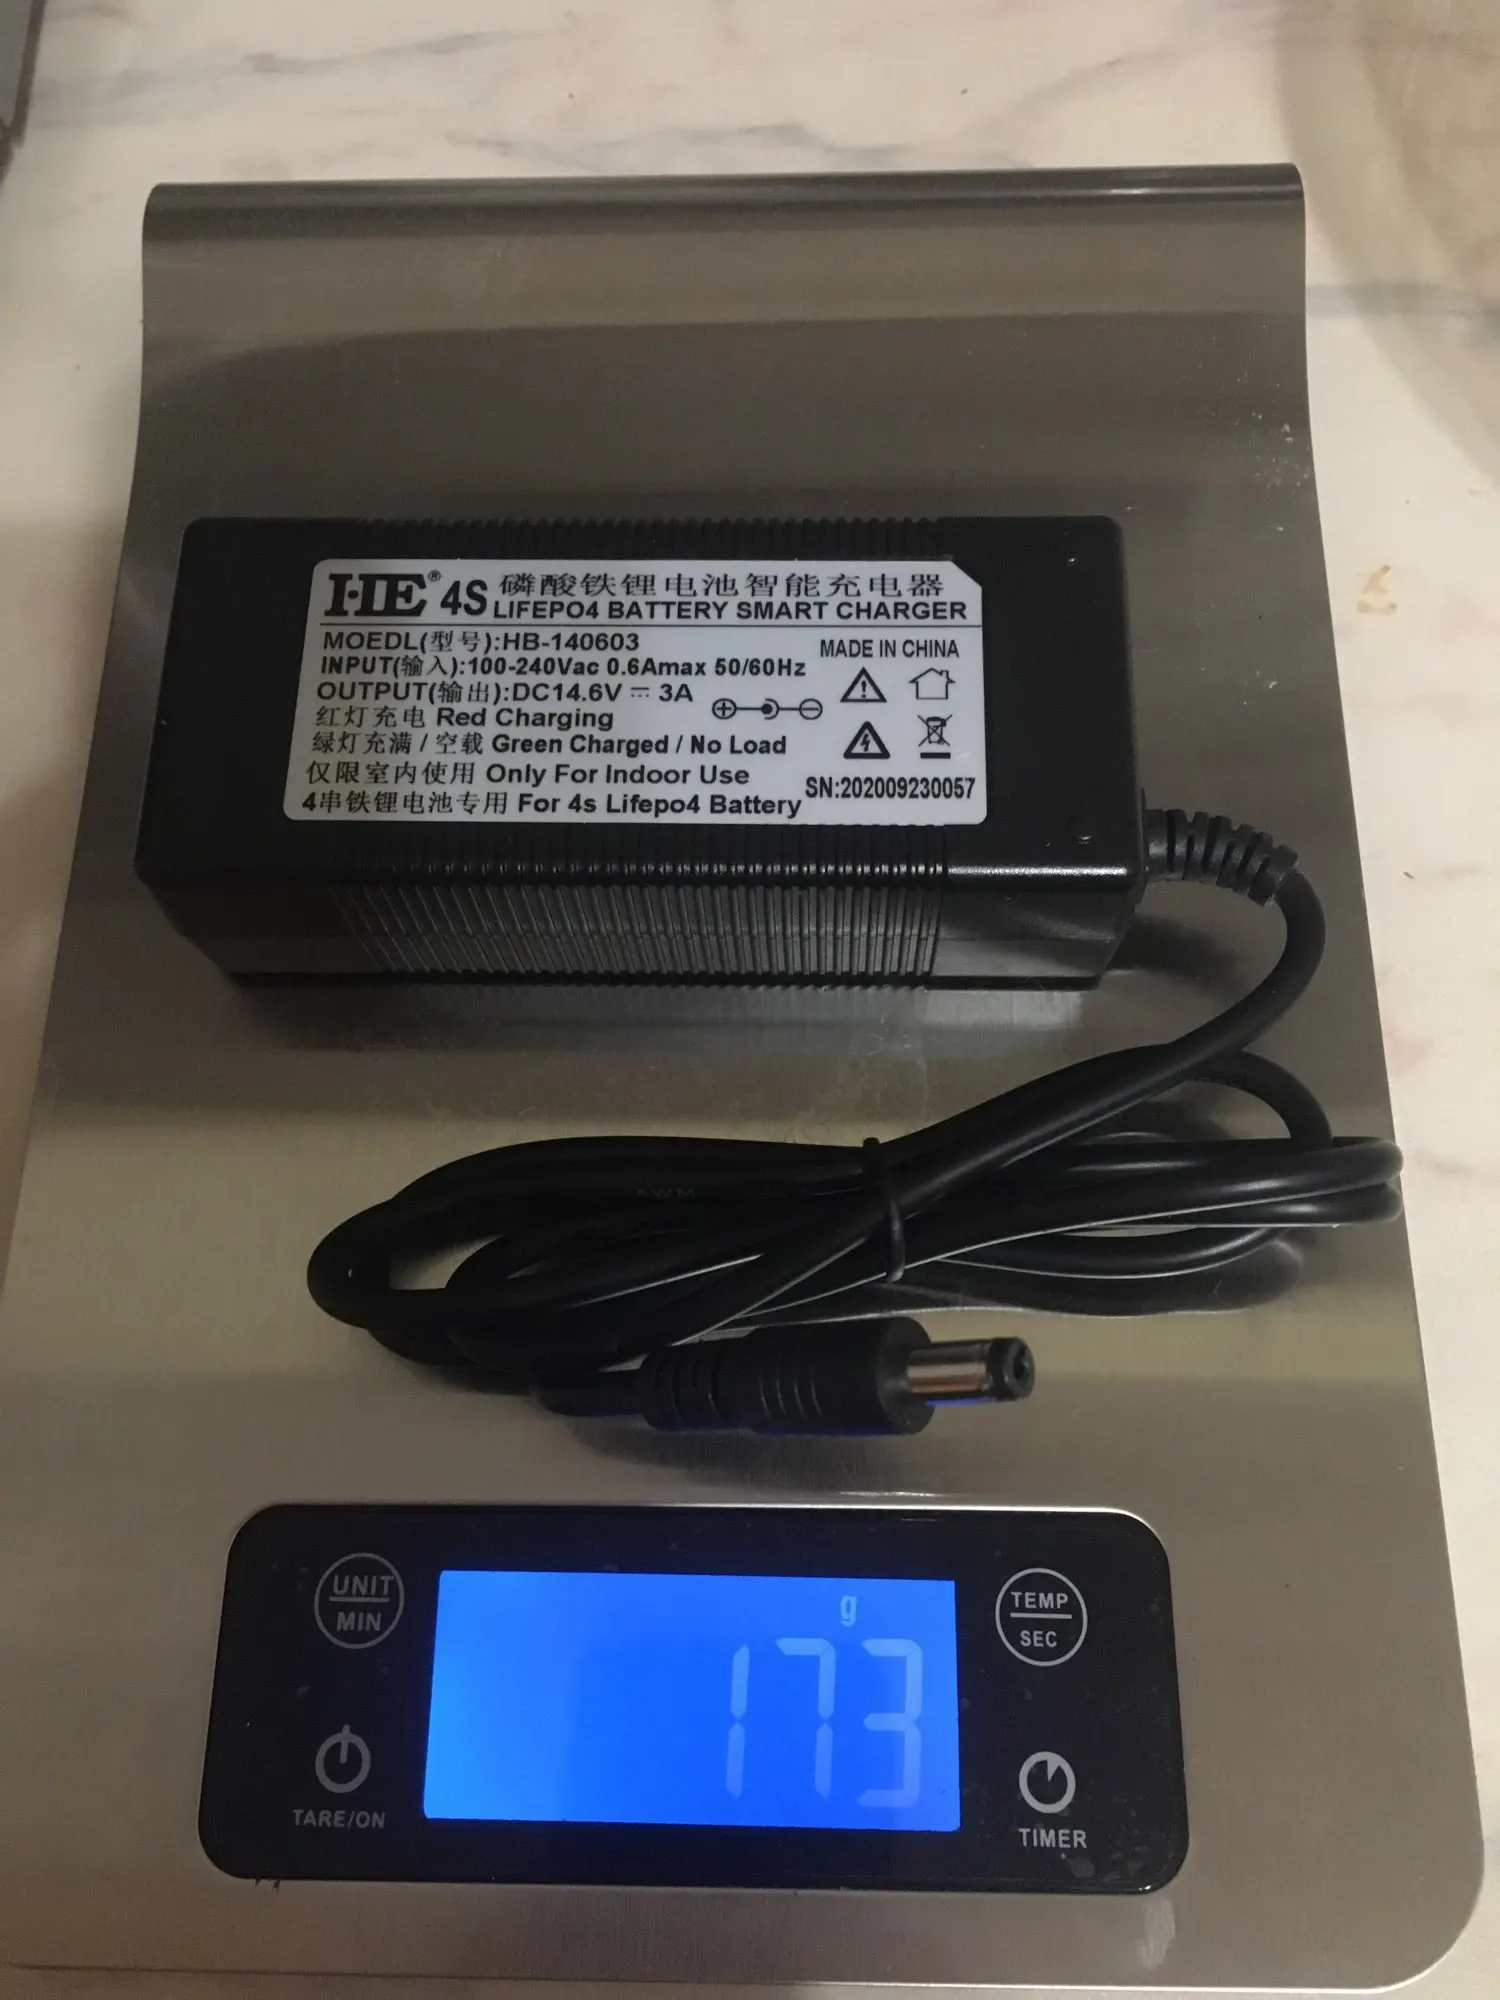 HE® 4S 磷酸铁锂电池智能充电器
LIFEPO4 BATTERY SMART CHARGER
MOEDL(型号):HB-140603
MADE IN CHINA
INPUT(输入):100-240Vac 0.6Amax 50/60Hz
OUTPUT(输出):DC14.6V ⎓ 3A
红灯充电 Red Charging
绿灯充满 / 空载 Green Charged / No Load
仅限室内使用 Only For Indoor Use
SN:202009230057
4串铁锂电池专用 For 4s Lifepo4 Battery
UNIT
MIN
g
173
TEMP
SEC
TARE/ON
TIMER